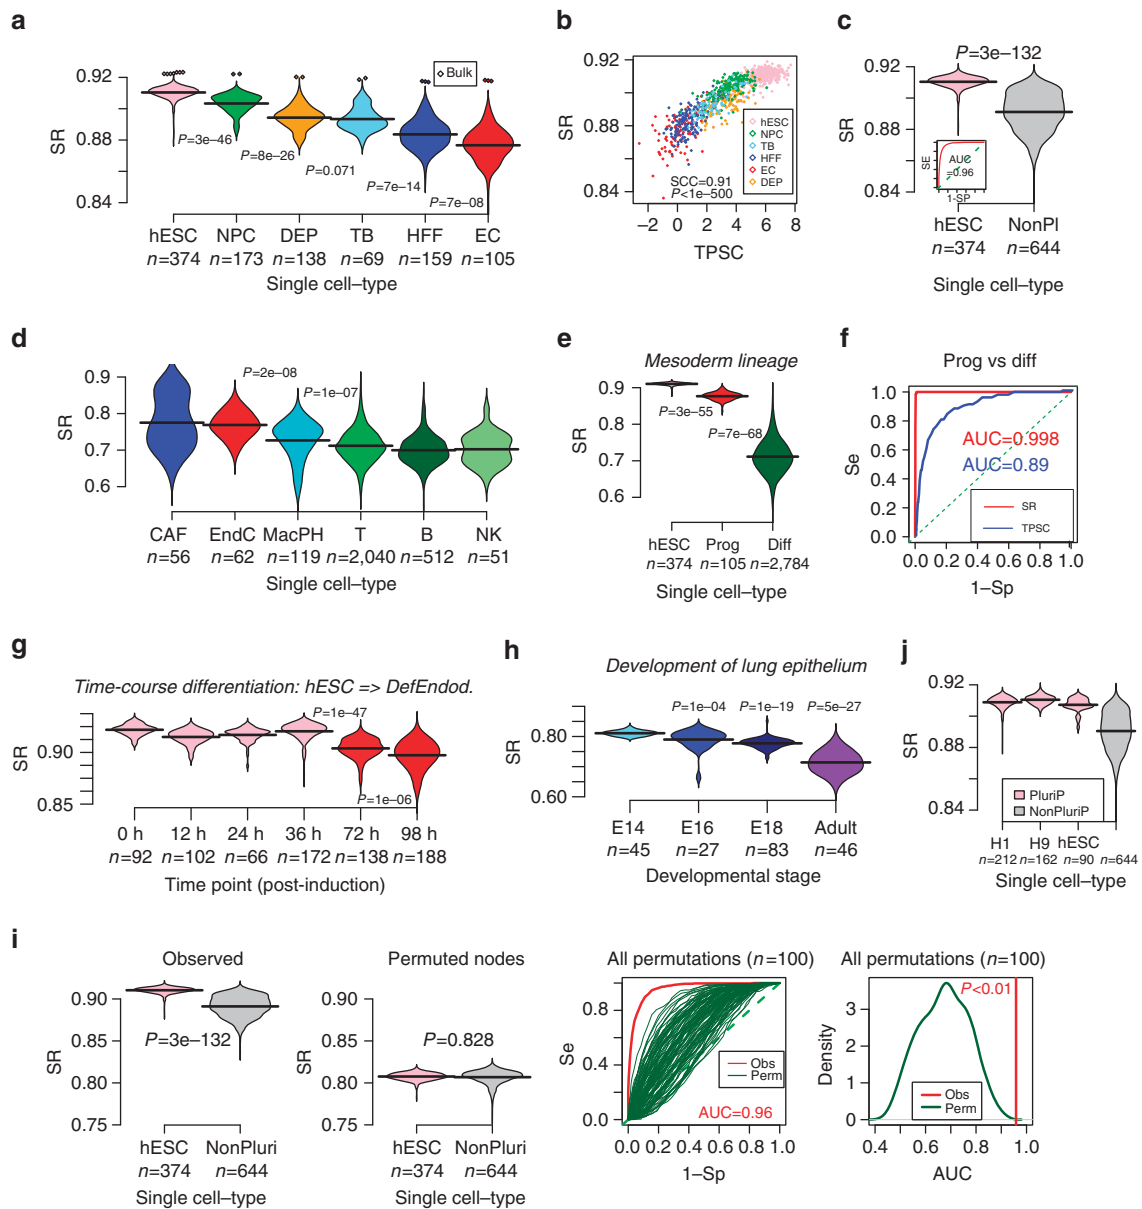 a
0.92
0.88
0.84
SR
Bulk
P=3e–46
P=8e–26
P=0.071
P=7e–14
P=7e–08
hESC NPC DEP TB HFF EC
n=374 n=173 n=138 n=69 n=159 n=105
Single cell–type
b
0.92
0.88
0.84
SR
hESC
NPC
TB
HFF
EC
DEP
SCC=0.91
P<1e–500
–2 0 2 4 6 8
TPSC
c
P=3e–132
0.92
0.88
0.84
SR
SE
AUC
=0.96
1-SP
hESC NonPl
n=374 n=644
Single cell–type
d
0.9
0.8
0.7
0.6
SR
P=2e–08
P=1e–07
CAF EndC MacPH T B NK
n=56 n=62 n=119 n=2,040 n=512 n=51
Single cell–type
e
Mesoderm lineage
0.9
0.8
0.7
0.6
SR
P=3e–55
P=7e–68
hESC Prog Diff
n=374 n=105 n=2,784
Single cell–type
f
Prog vs diff
1.0
0.8
0.6
0.4
0.2
0.0
Se
AUC=0.998
AUC=0.89
SR
TPSC
0.0 0.2 0.4 0.6 0.8 1.0
1–Sp
g
Time-course differentiation: hESC => DefEndod.
0.90
0.85
SR
P=1e–47
P=1e–06
0 h 12 h 24 h 36 h 72 h 98 h
n=92 n=102 n=66 n=172 n=138 n=188
Time point (post-induction)
h
Development of lung epithelium
0.80
0.60
SR
P=1e–04 P=1e–19 P=5e–27
E14 E16 E18 Adult
n=45 n=27 n=83 n=46
Developmental stage
j
0.92
0.88
0.84
SR
PluriP
NonPluriP
H1 H9 hESC
n=212 n=162 n=90 n=644
Single cell–type
i
Observed
0.90
0.80
0.75
SR
P=3e–132
hESC NonPluri
n=374 n=644
Single cell–type
Permuted nodes
0.90
0.80
0.75
SR
P=0.828
hESC NonPluri
n=374 n=644
Single cell–type
All permutations (n=100)
0.8
0.4
0.0
Se
Obs
Perm
AUC=0.96
0.0 0.2 0.4 0.6 0.8 1.0
1–Sp
All permutations (n=100)
P<0.01
3
2
1
0
Density
Obs
Perm
0.4 0.6 0.8 1.0
AUC